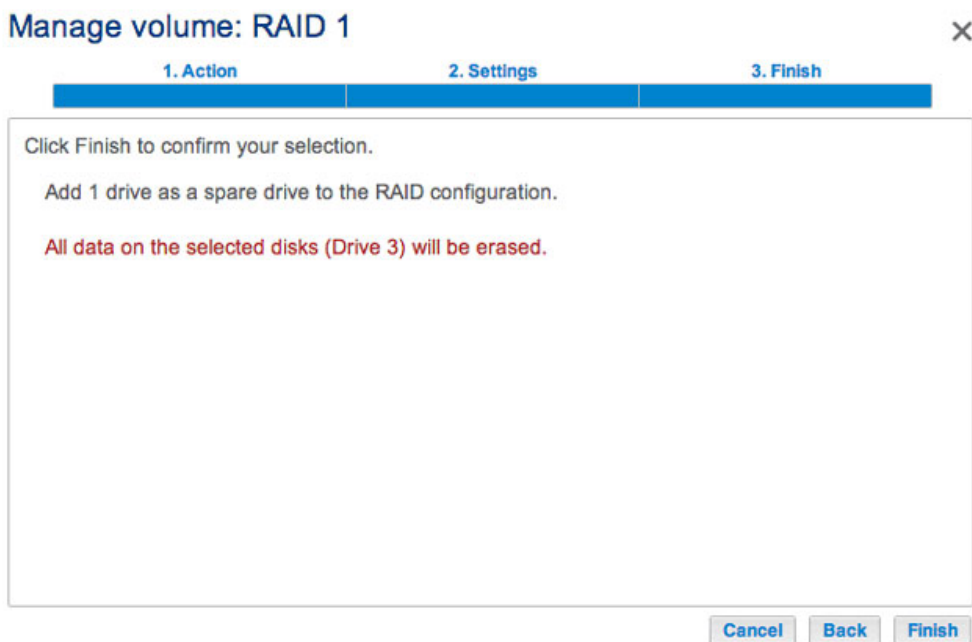 Manage volume: RAID 1
1. Action 2. Settings 3. Finish
Click Finish to confirm your selection.
Add 1 drive as a spare drive to the RAID configuration.
All data on the selected disks (Drive 3) will be erased.
Cancel Back Finish